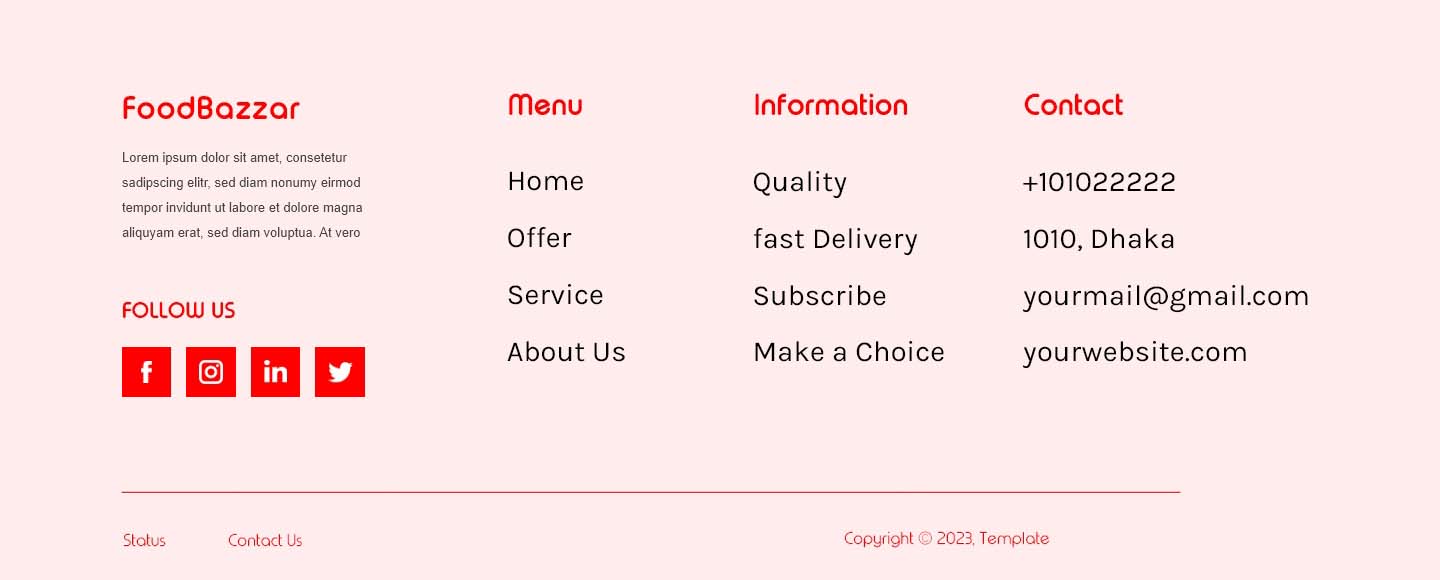 FoodBazzar
Lorem ipsum dolor sit amet, consetetur
sadipscing elitr, sed diam nonumy eirmod
tempor invidunt ut labore et dolore magna
aliquyam erat, sed diam voluptua. At vero
FOLLOW US
f
in
Menu
Home
Offer
Service
About Us
Information
Quality
fast Delivery
Subscribe
Make a Choice
Contact
+101022222
1010, Dhaka
yourmail@gmail.com
yourwebsite.com
Status
Contact Us
Copyright © 2023, Template